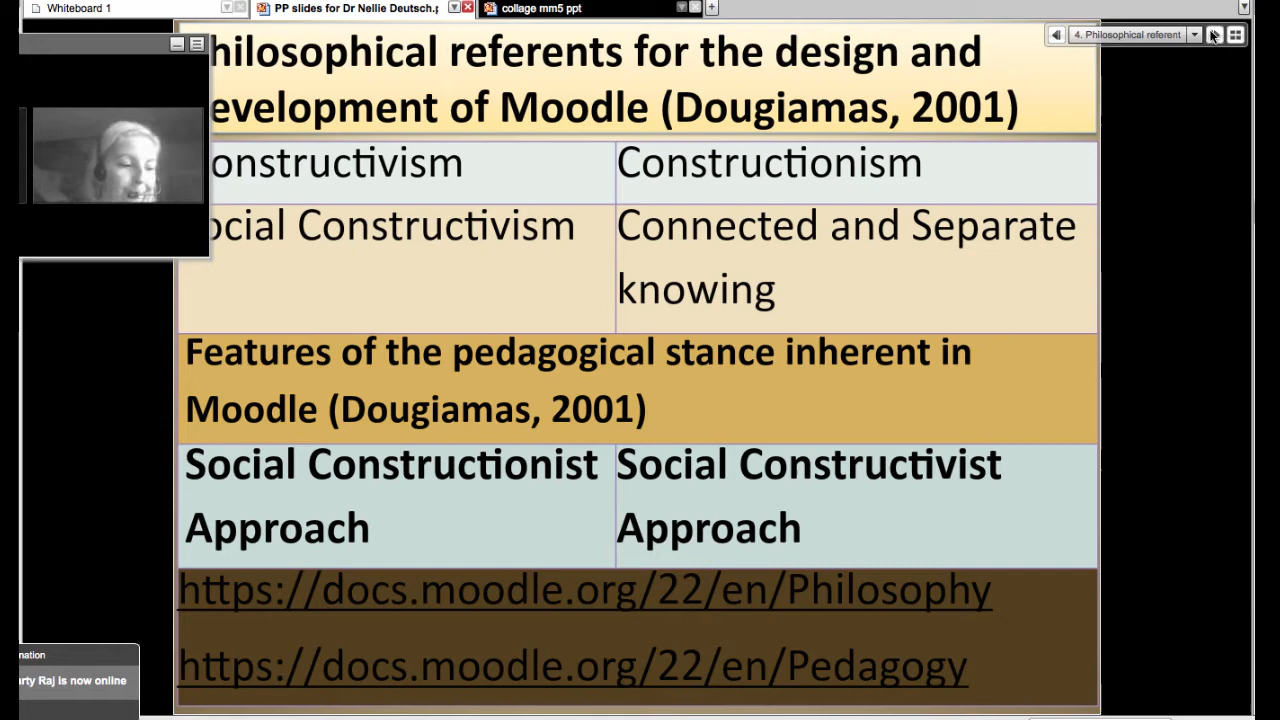 Whiteboard 1
PP slides for Dr Nellie Deutsch.p
collage mm5 ppt
4. Philosophical referent
hilosophical referents for the design and
evelopment of Moodle (Dougiamas, 2001)
onstructivism
Constructionism
ocial Constructivism
Connected and Separate
knowing
Features of the pedagogical stance inherent in
Moodle (Dougiamas, 2001)
Social Constructionist
Approach
Social Constructivist
Approach
https://docs.moodle.org/22/en/Philosophy
https://docs.moodle.org/22/en/Pedagogy
nation
rty Raj is now online